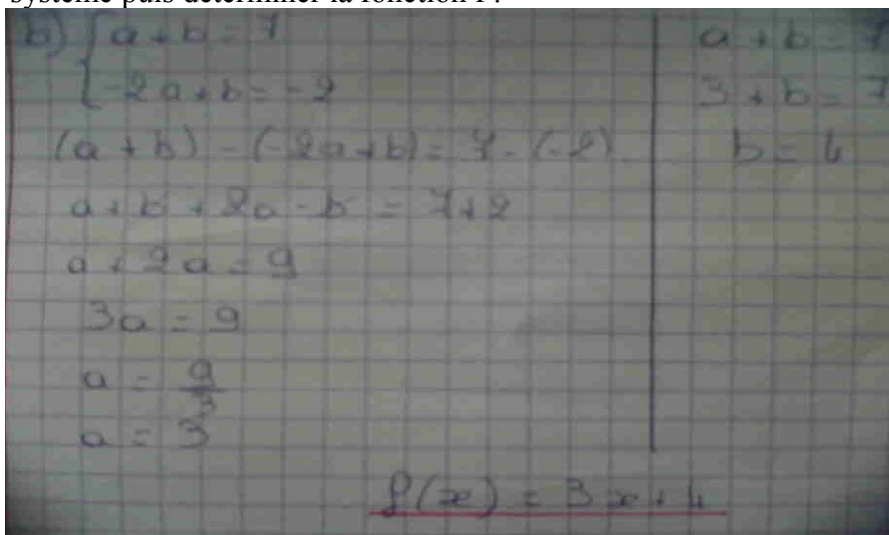 système puis déterminer la fonction
b) { a + b = 7
-2a + b = -2
(a + b) - (-2a + b) = 7 - (-2)
a + b + 2a - b = 7 + 2
a + 2a = 9
3a = 9
a = 9/3
a = 3
a + b = 7
3 + b = 7
b = 4
f(x) = 3x + 4